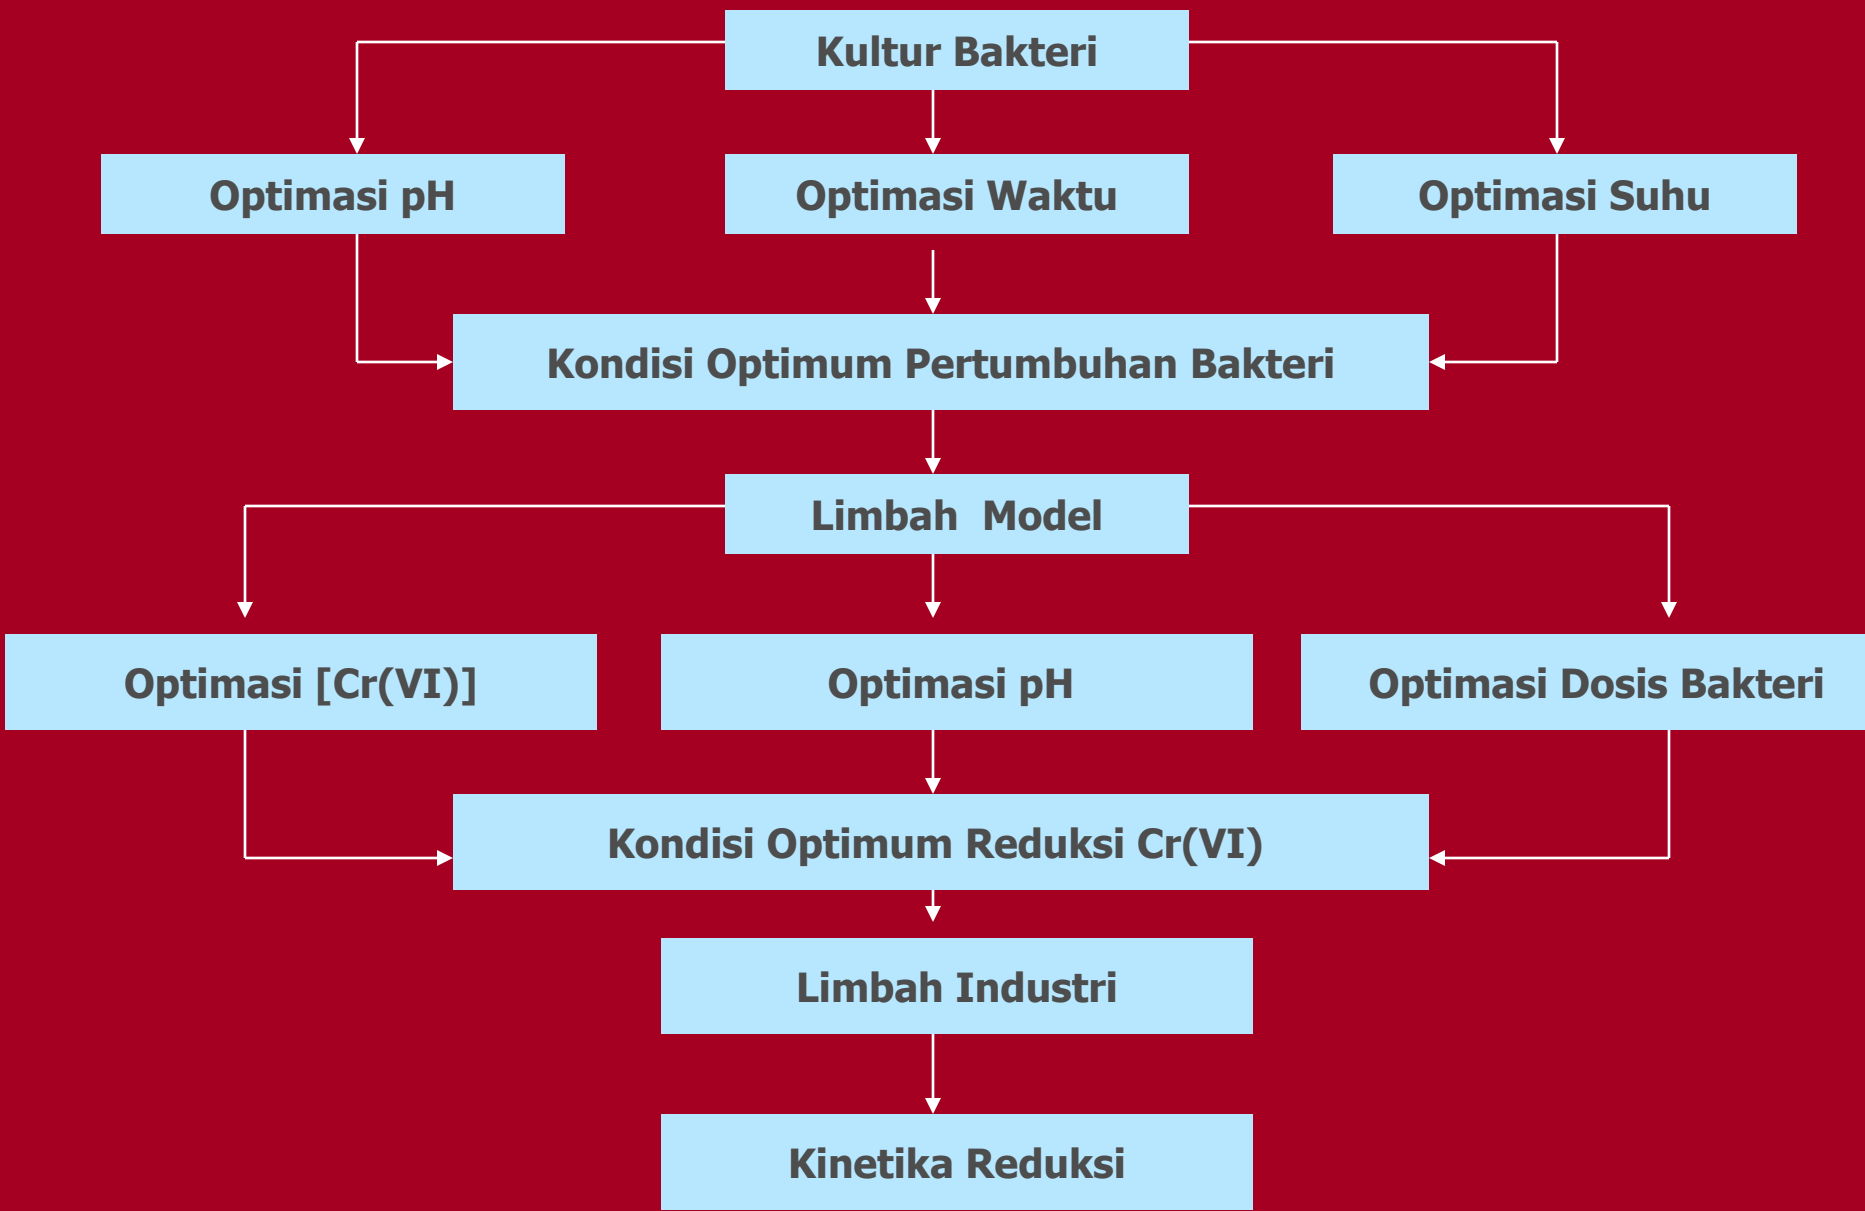 Kultur Bakteri
Optimasi pH
Optimasi Waktu
Optimasi Suhu
Kondisi Optimum Pertumbuhan Bakteri
Limbah  Model
Optimasi [Cr(VI)]
Optimasi pH
Optimasi Dosis Bakteri
Kondisi Optimum Reduksi Cr(VI)
Limbah Industri
Kinetika Reduksi